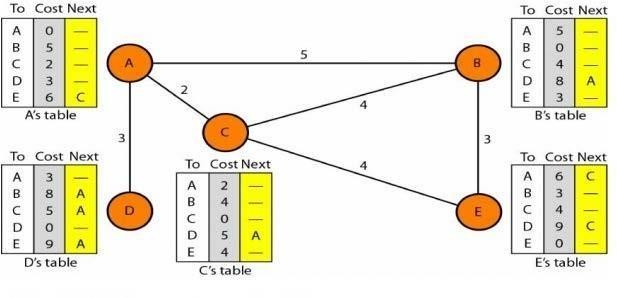 To Cost Next
A 0 —
B 5 —
C 2 —
D 3 —
E 6 C
A's table
To Cost Next
A 5 —
B 0 —
C 4 —
D 8 A
E 3 —
B's table
A
5
B
2
4
C
3
4
3
D
E
To Cost Next
A 3 —
B 8 A
C 5 A
D 0 —
E 9 A
D's table
To Cost Next
A 2 —
B 4 —
C 0 —
D 5 A
E 4 —
C's table
To Cost Next
A 6 C
B 3 —
C 4 —
D 9 C
E 0 —
E's table